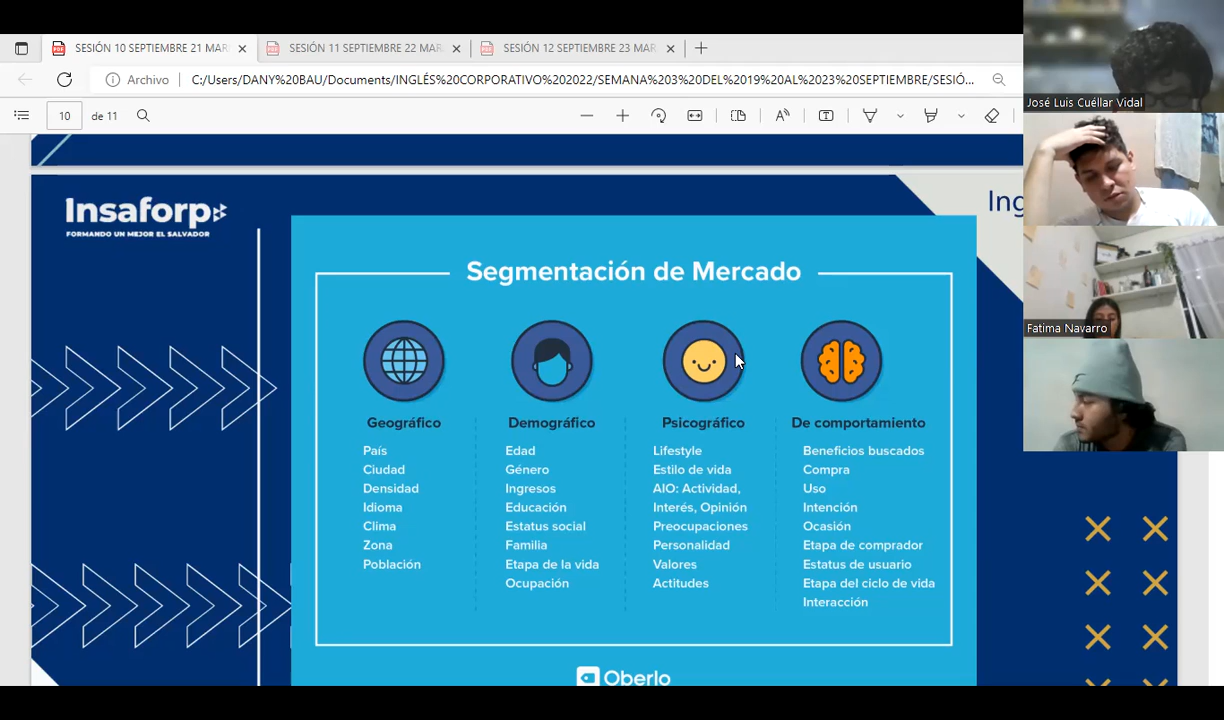 SESIÓN 10 SEPTIEMBRE 21 MAR
SESIÓN 11 SEPTIEMBRE 22 MAR
SESIÓN 12 SEPTIEMBRE 23 MAR
Archivo
C:/Users/DANY%20BAU/Documents/INGLÉS%20CORPORATIVO%202022/SEMANA%203%20DEL%2019%20AL%2023%20SEPTIEMBRE/SESIÓ...
10
de 11
José Luis Cuéllar Vidal
Insaforp
FORMANDO UN MEJOR EL SALVADOR
Ing
Segmentación de Mercado
Geográfico
País
Ciudad
Densidad
Idioma
Clima
Zona
Población
Demográfico
Edad
Género
Ingresos
Educación
Estatus social
Familia
Etapa de la vida
Ocupación
Psicográfico
Lifestyle
Estilo de vida
AIO: Actividad,
Interés, Opinión
Preocupaciones
Personalidad
Valores
Actitudes
De comportamiento
Beneficios buscados
Compra
Uso
Intención
Ocasión
Etapa de comprador
Estatus de usuario
Etapa del ciclo de vida
Interacción
Oberlo
Fatima Navarro